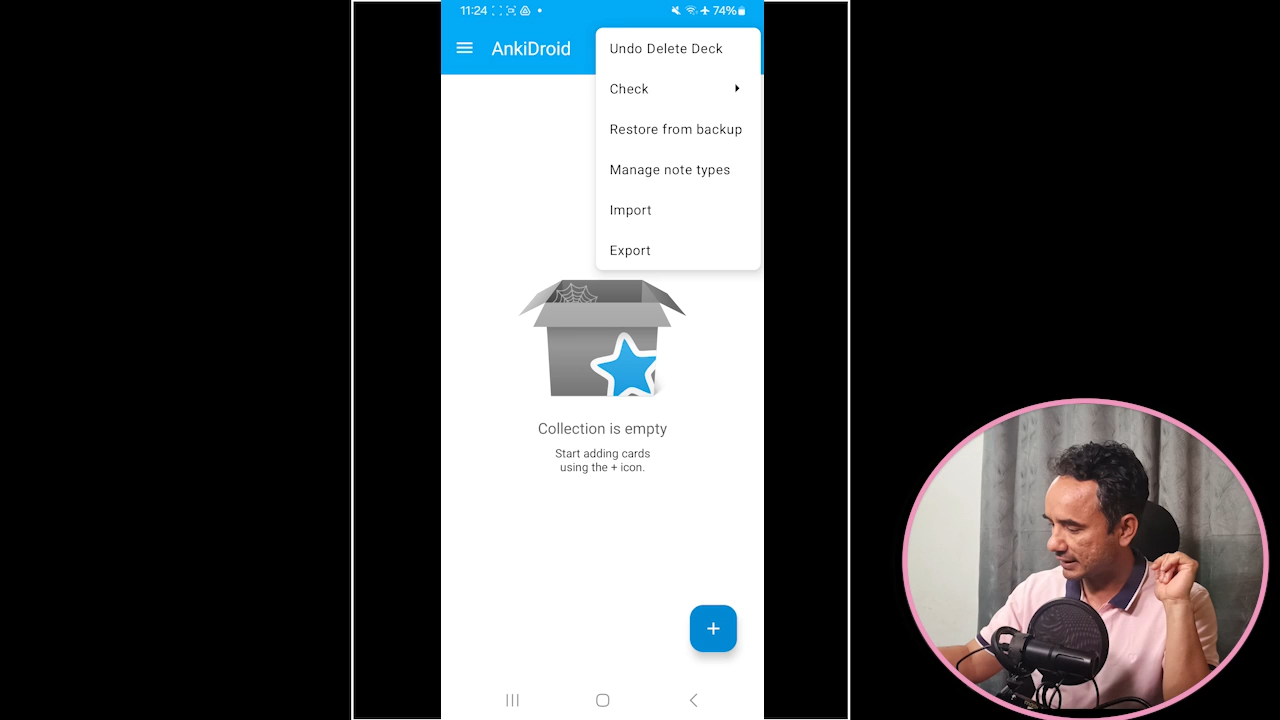 11:24
74%
AnkiDroid
Undo Delete Deck
Check
Restore from backup
Manage note types
Import
Export
Collection is empty
Start adding cards
using the + icon.
+